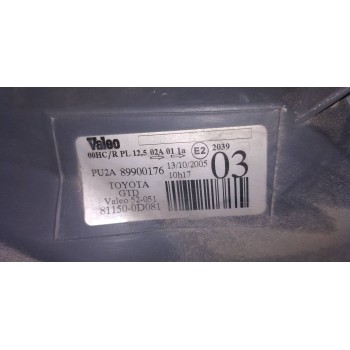 Valeo
00HC/R PL 12,5 02A 01 1a E2 2039
PU2A 89900176 13/10/2005 03
10h17
TOYOTA
GTD
Valeo 52-051
81150-0D081